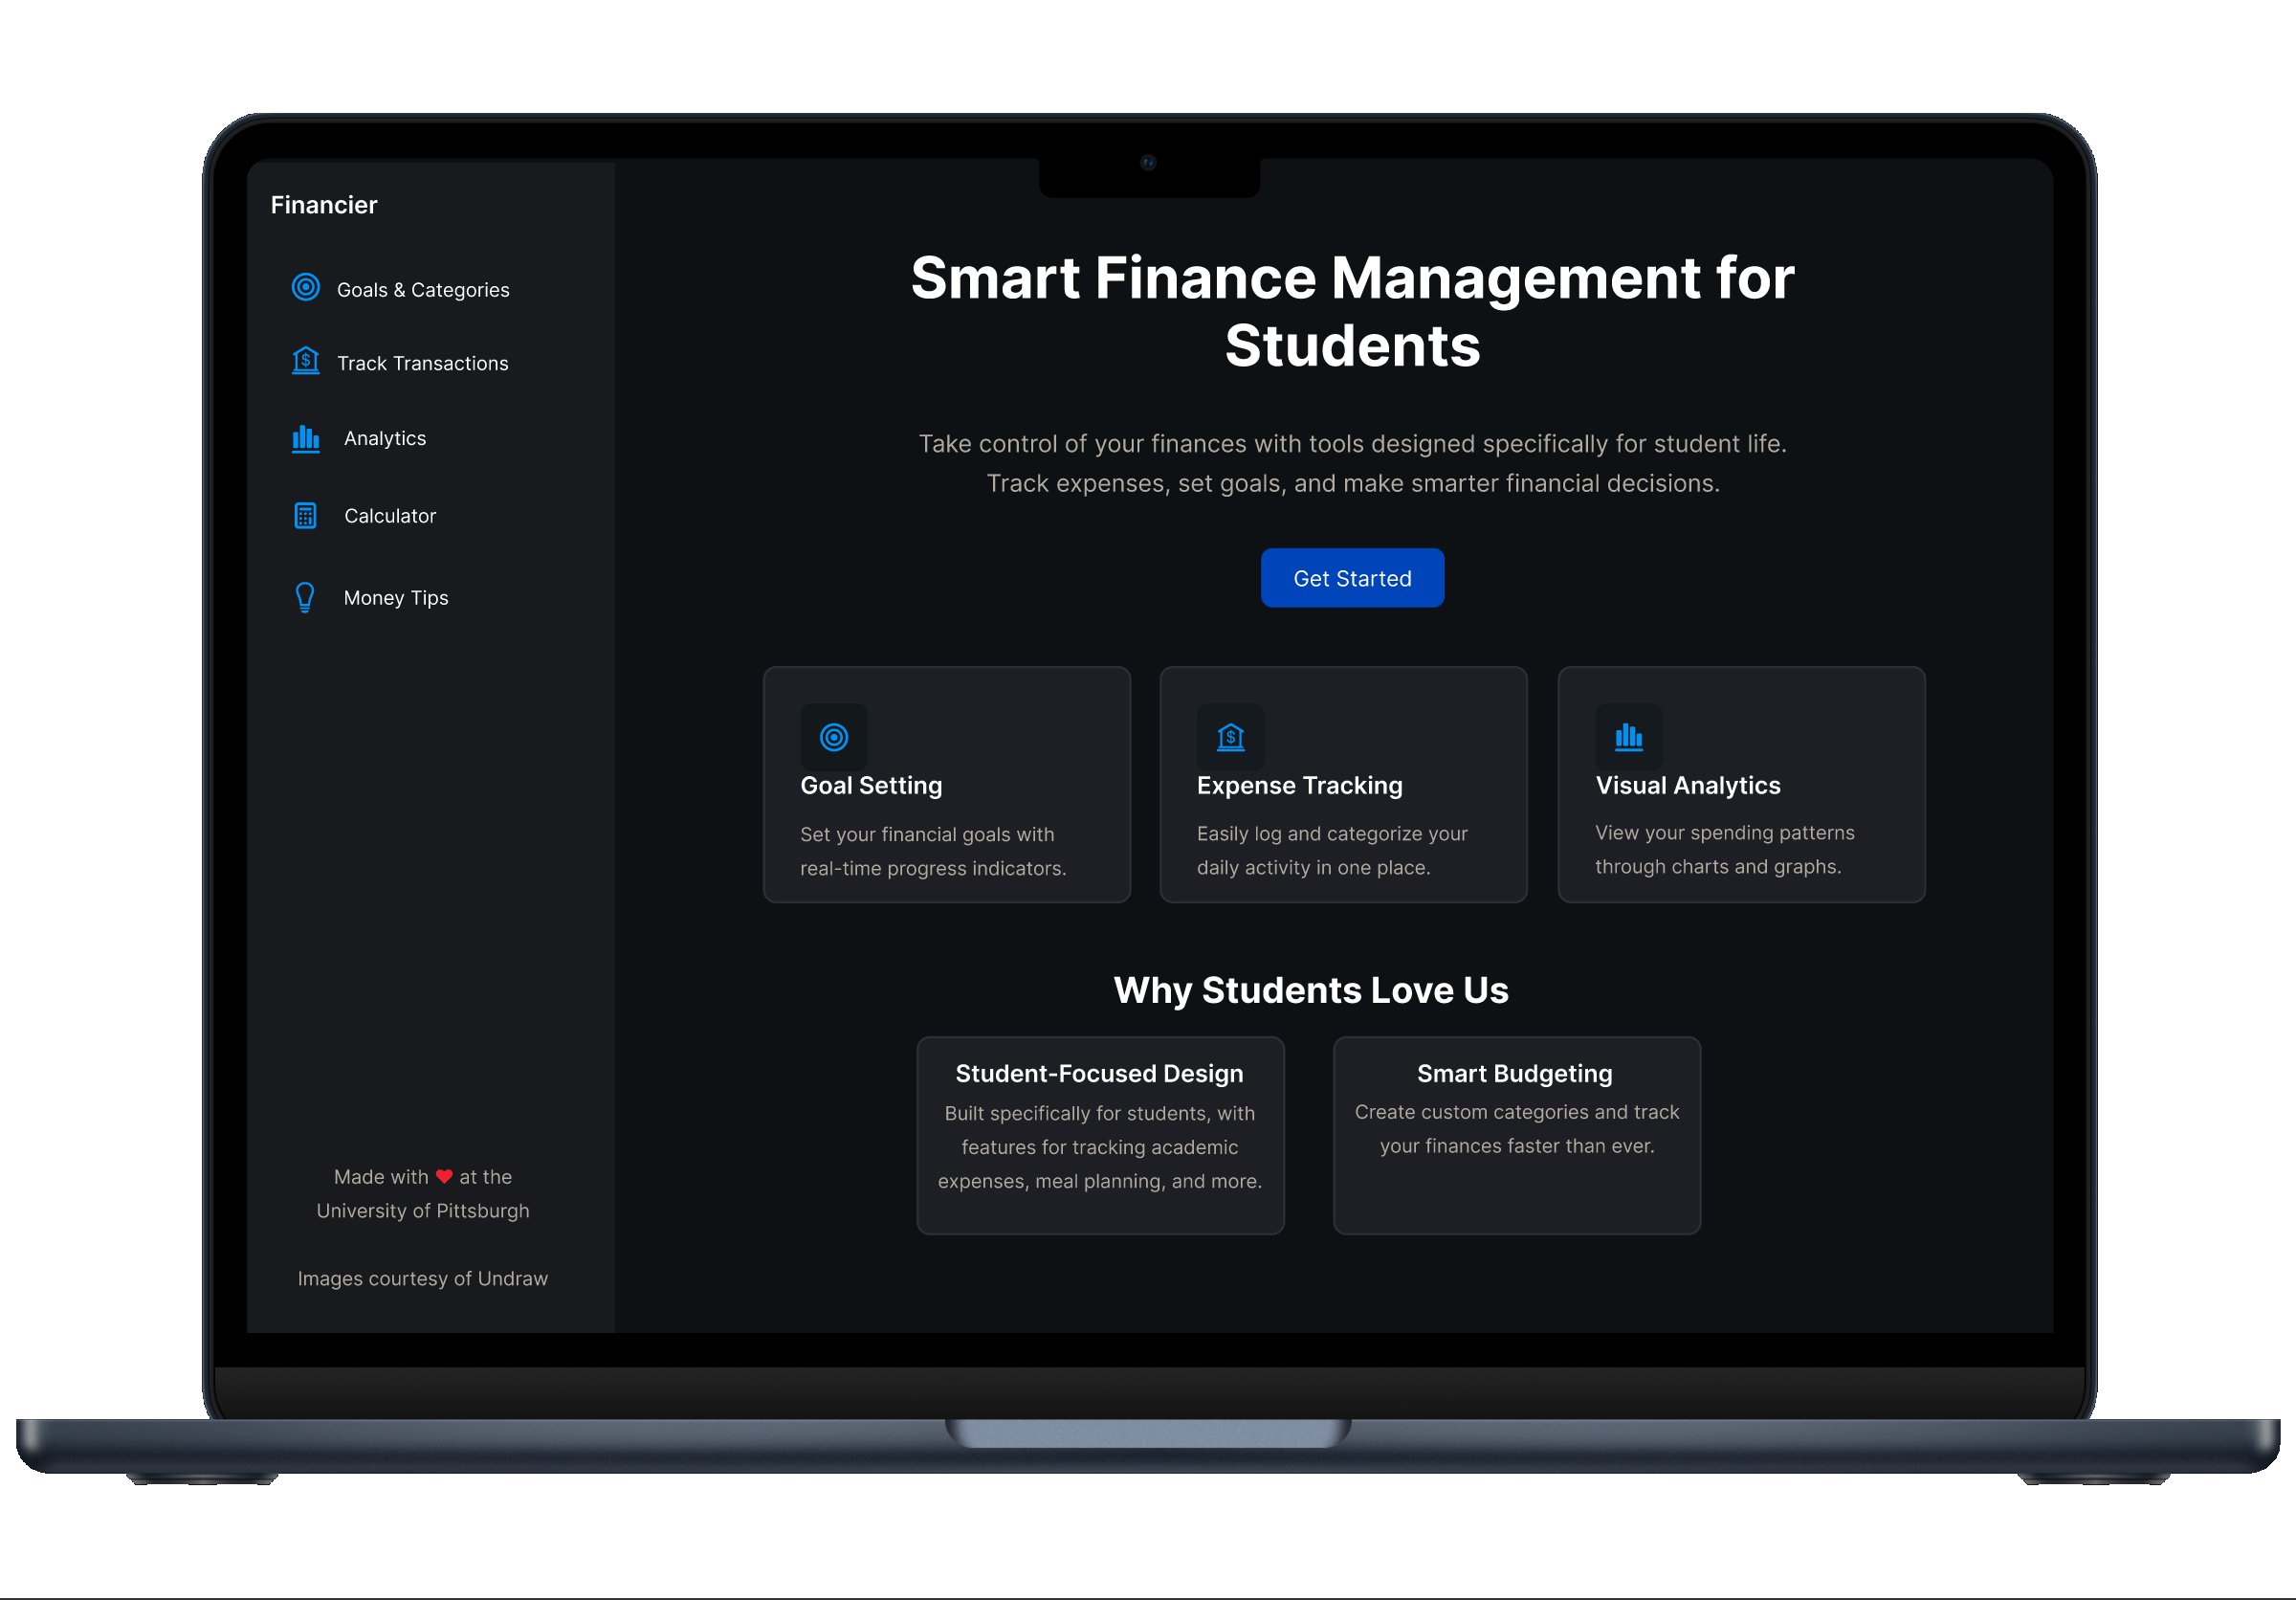 Financier
Goals & Categories
Track Transactions
Analytics
Calculator
Money Tips
Made with ❤ at the
University of Pittsburgh
Images courtesy of Undraw
Smart Finance Management for
Students
Take control of your finances with tools designed specifically for student life.
Track expenses, set goals, and make smarter financial decisions.
Get Started
Goal Setting
Set your financial goals with
real-time progress indicators.
Expense Tracking
Easily log and categorize your
daily activity in one place.
Visual Analytics
View your spending patterns
through charts and graphs.
Why Students Love Us
Student-Focused Design
Built specifically for students, with
features for tracking academic
expenses, meal planning, and more.
Smart Budgeting
Create custom categories and track
your finances faster than ever.